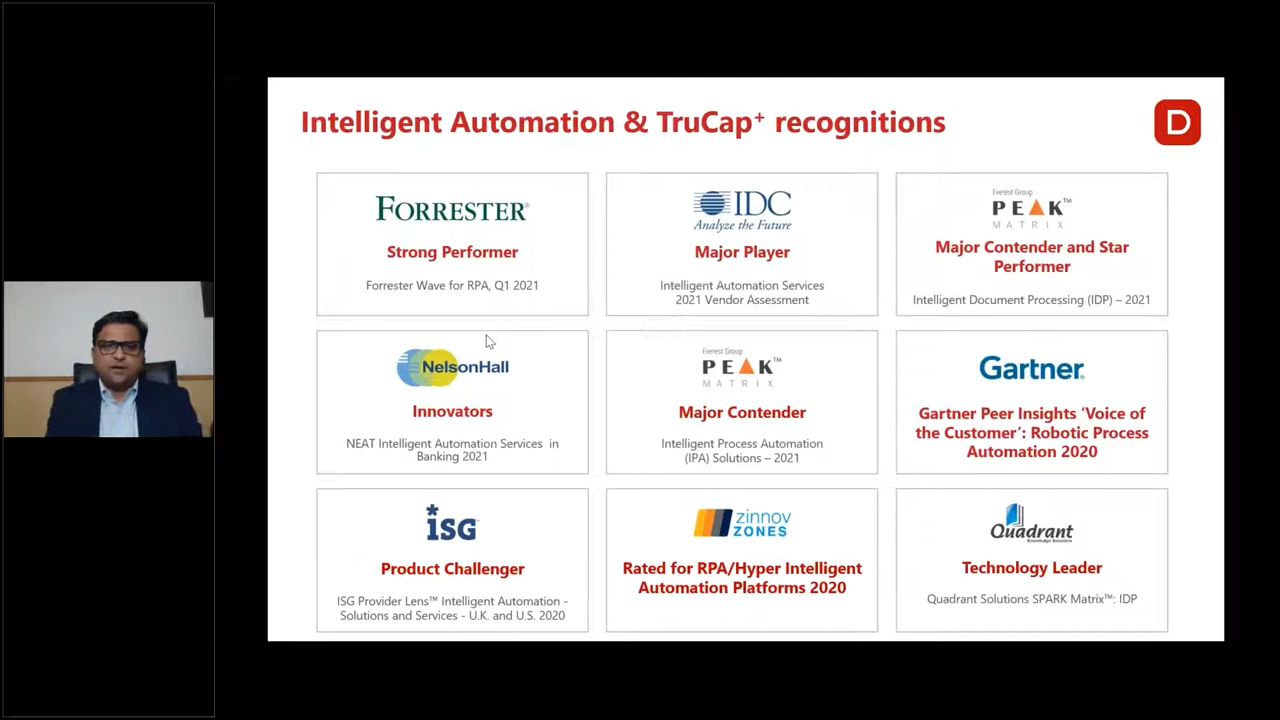 Intelligent Automation & TruCap⁺ recognitions
D
FORRESTER®
Strong Performer
Forrester Wave for RPA, Q1 2021
IDC
Analyze the Future
Major Player
Intelligent Automation Services
2021 Vendor Assessment
Everest Group
PEAK™
MATRIX
Major Contender and Star
Performer
Intelligent Document Processing (IDP) – 2021
NelsonHall
Innovators
NEAT Intelligent Automation Services in
Banking 2021
Everest Group
PEAK™
MATRIX
Major Contender
Intelligent Process Automation
(IPA) Solutions – 2021
Gartner®
Gartner Peer Insights ‘Voice of
the Customer’: Robotic Process
Automation 2020
ISG
Product Challenger
ISG Provider Lens™ Intelligent Automation -
Solutions and Services - U.K. and U.S. 2020
zinnov
ZONES
Rated for RPA/Hyper Intelligent
Automation Platforms 2020
Quadrant
Knowledge Solutions
Technology Leader
Quadrant Solutions SPARK Matrix™: IDP